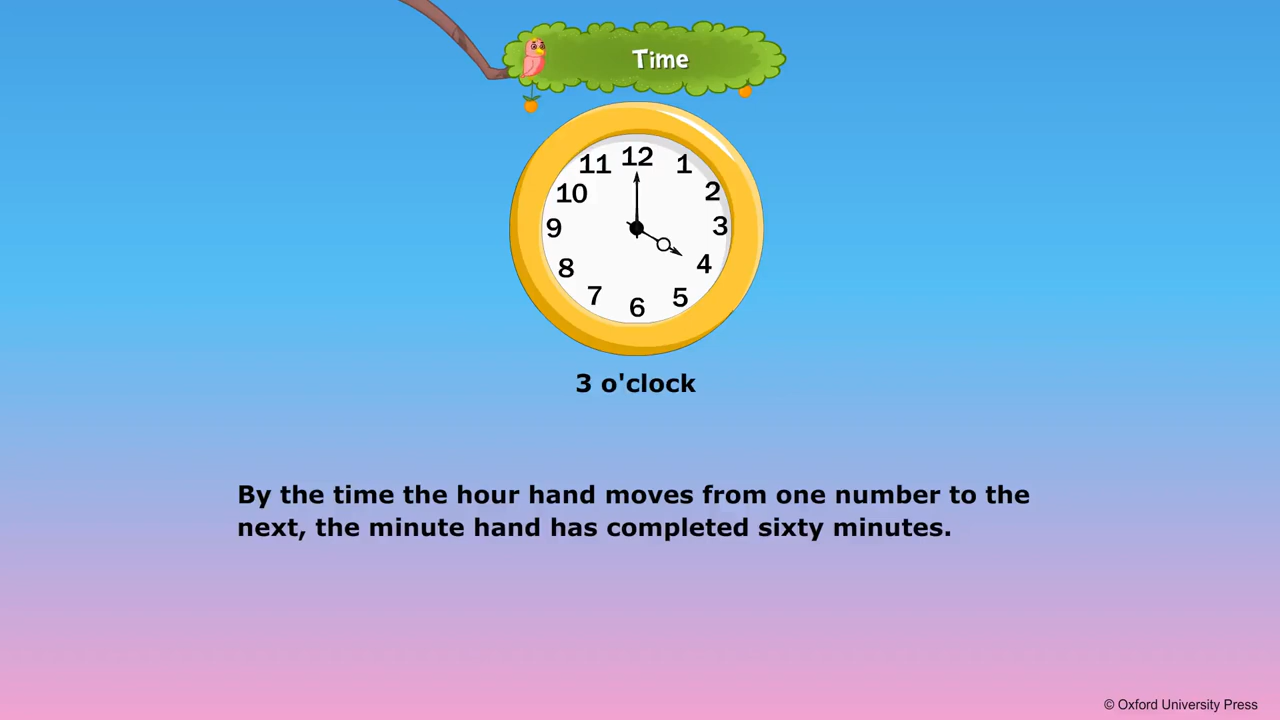 Time
11 12 1
10 2
9 3
8 4
7 6 5
3 o'clock
By the time the hour hand moves from one number to the
next, the minute hand has completed sixty minutes.
© Oxford University Press